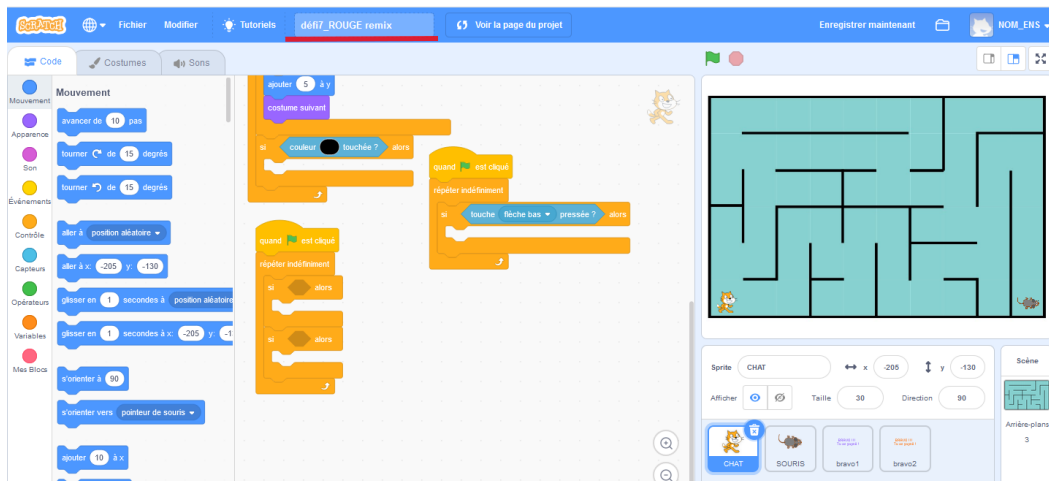 SCRATCH Fichier Modifier Tutoriels défi7_ROUGE remix Voir la page du projet Enregistrer maintenant NOM_ENS
Code Costumes Sons
Mouvement
Apparence
Son
Événements
Contrôle
Capteurs
Opérateurs
Variables
Mes Blocs
Mouvement
avancer de 10 pas
tourner de 15 degrés
tourner de 15 degrés
aller à position aléatoire
aller à x: -205 y: -130
glisser en 1 secondes à position aléatoire
glisser en 1 secondes à x: -205 y:
s'orienter à 90
s'orienter vers pointeur de souris
ajouter 10 à x
ajouter 5 à y
costume suivant
si couleur touchée ? alors
quand est cliqué
répéter indéfiniment
si alors
si alors
quand est cliqué
répéter indéfiniment
si touche flèche bas pressée ? alors
Sprite CHAT x -205 y -130
Afficher Taille 30 Direction 90
CHAT SOURIS bravo1 bravo2
Scène
Arrière-plans
3